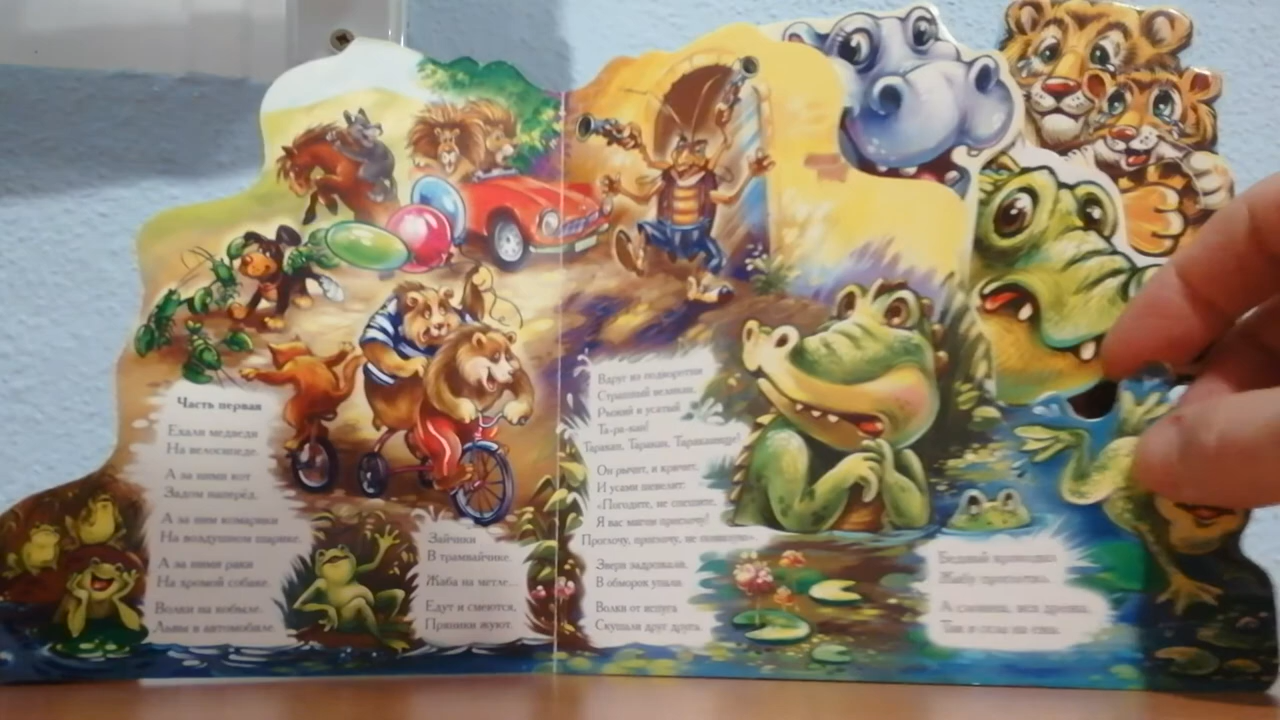 Часть первая
Ехали медведи
На велосипеде.
А за ними кот
Задом наперёд.
А за ним комарики
На воздушном шарике.
А за ними раки
На хромой собаке.
Волки на кобыле.
Львы в автомобиле.
Зайчики
В трамвайчике.
Жаба на метле...
Едут и смеются,
Пряники жуют.
Вдруг из подворотни
Страшный великан,
Рыжий и усатый
Та-ра-кан!
Таракан, Таракан, Тараканище!
Он рычит, и кричит,
И усами шевелит:
«Погодите, не спешите,
Я вас мигом проглочу!
Проглочу, проглочу, не помилую».
Звери задрожали,
В обморок упали.
Волки от испуга
Скушали друг друга.
Бедный крокодил
Жабу проглотил.
А слониха, вся дрожа,
Так и села на ежа.